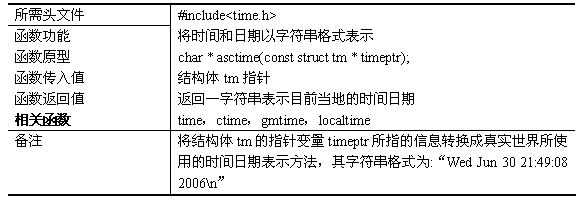 所需头文件 #include<time.h>
函数功能 将时间和日期以字符串格式表示
函数原型 char * asctime(const struct tm * timeptr);
函数传入值 结构体 tm 指针
函数返回值 返回一字符串表示目前当地的时间日期
相关函数 time，ctime，gmtime，localtime
备注 将结构体 tm 的指针变量 timeptr 所指的信息转换成真实世界所使
用的时间日期表示方法，其字符串格式为:“Wed Jun 30 21:49:08
2006\n”